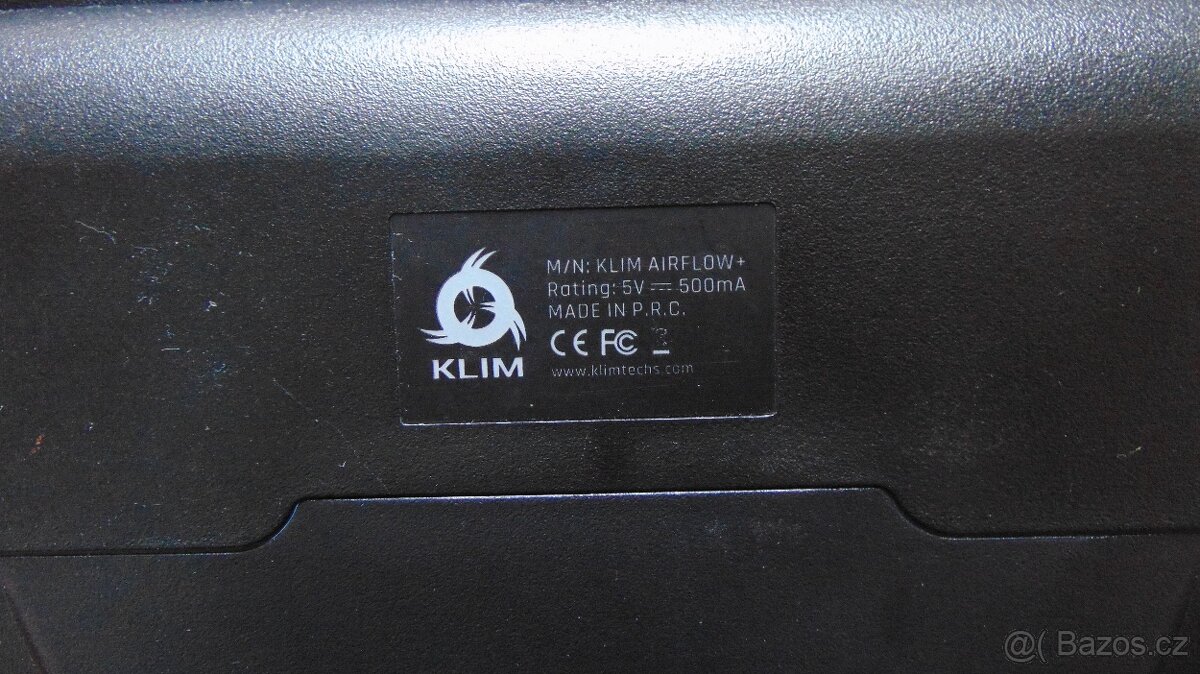 M/N: KLIM AIRFLOW+
Rating: 5V ⎓ 500mA
MADE IN P.R.C.
CE FC
KLIM
www.klimtechs.com
@( Bazos.cz